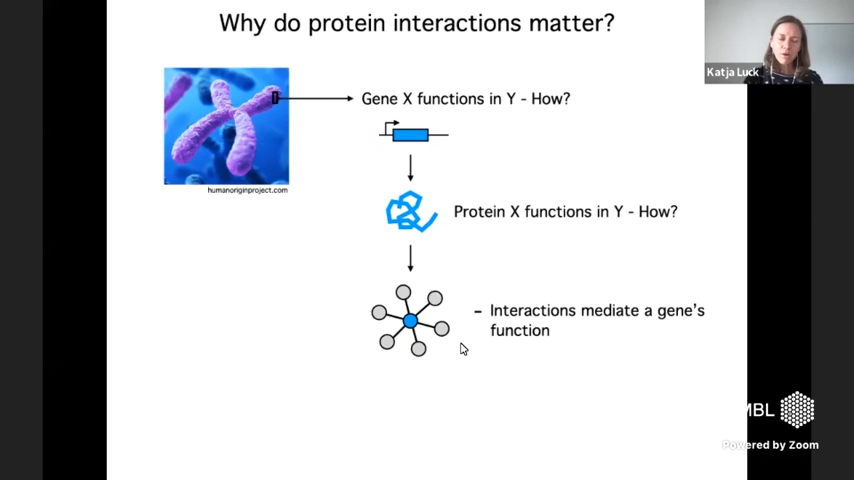 Why do protein interactions matter?
Katja Luck
Gene X functions in Y - How?
humanoriginproject.com
Protein X functions in Y - How?
– Interactions mediate a gene's
function
MBL
Powered by Zoom